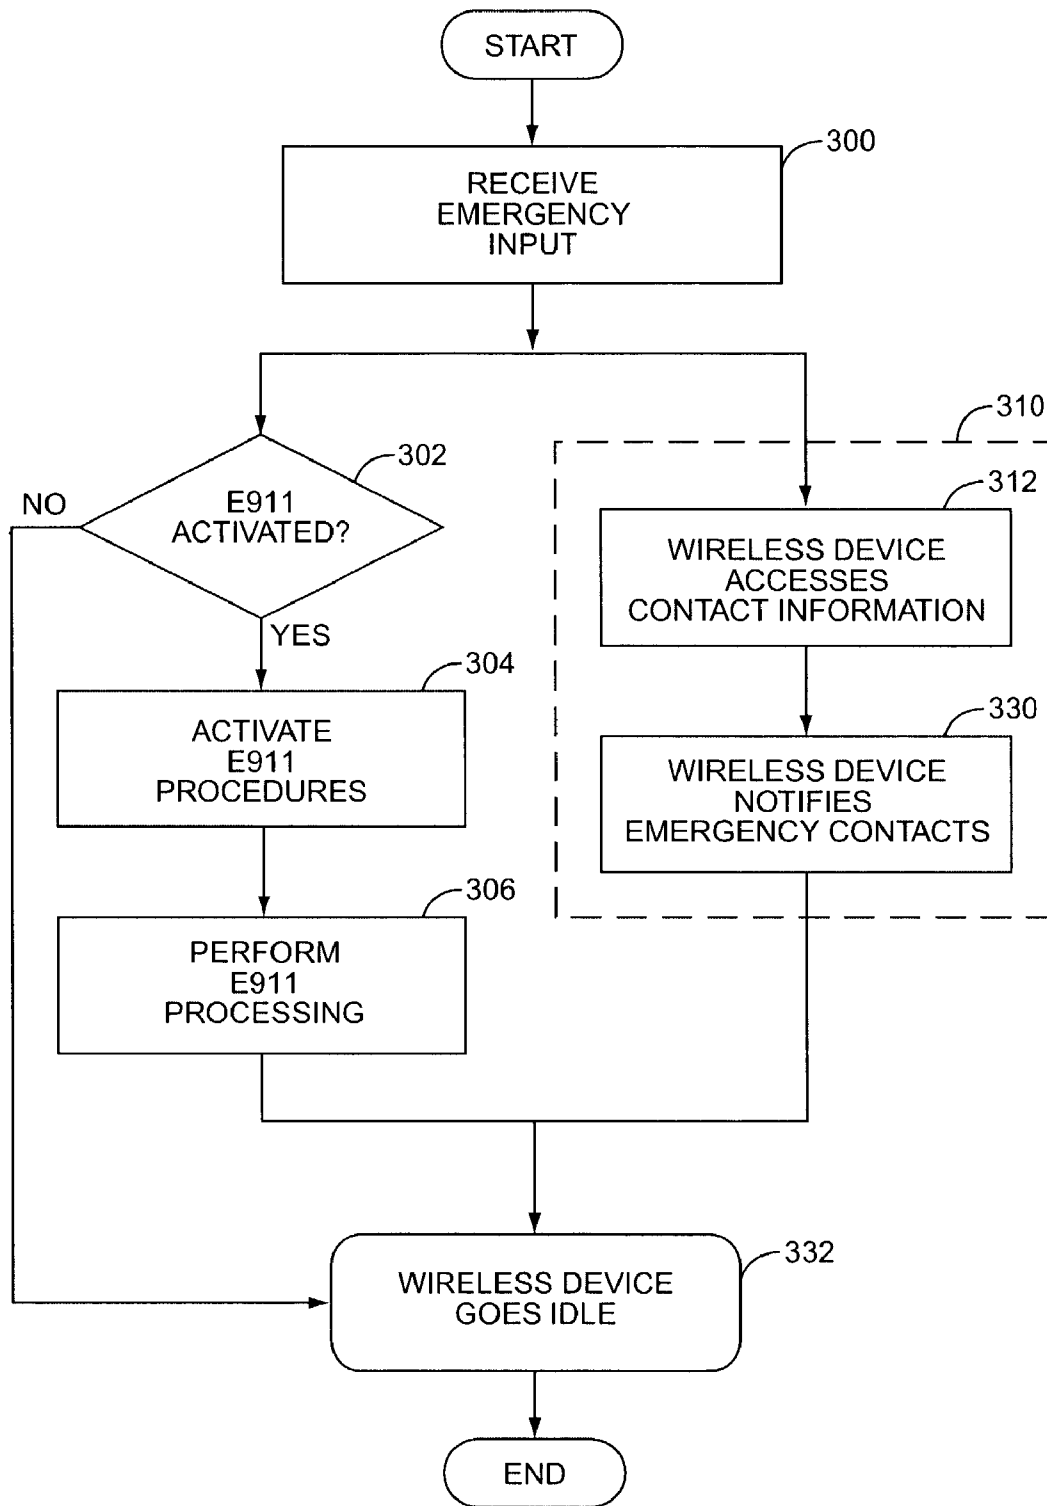 START
300
RECEIVE
EMERGENCY
INPUT
310
302
E911
ACTIVATED?
NO
YES
312
WIRELESS DEVICE
ACCESSES
CONTACT INFORMATION
304
ACTIVATE
E911
PROCEDURES
330
WIRELESS DEVICE
NOTIFIES
EMERGENCY CONTACTS
306
PERFORM
E911
PROCESSING
332
WIRELESS DEVICE
GOES IDLE
END